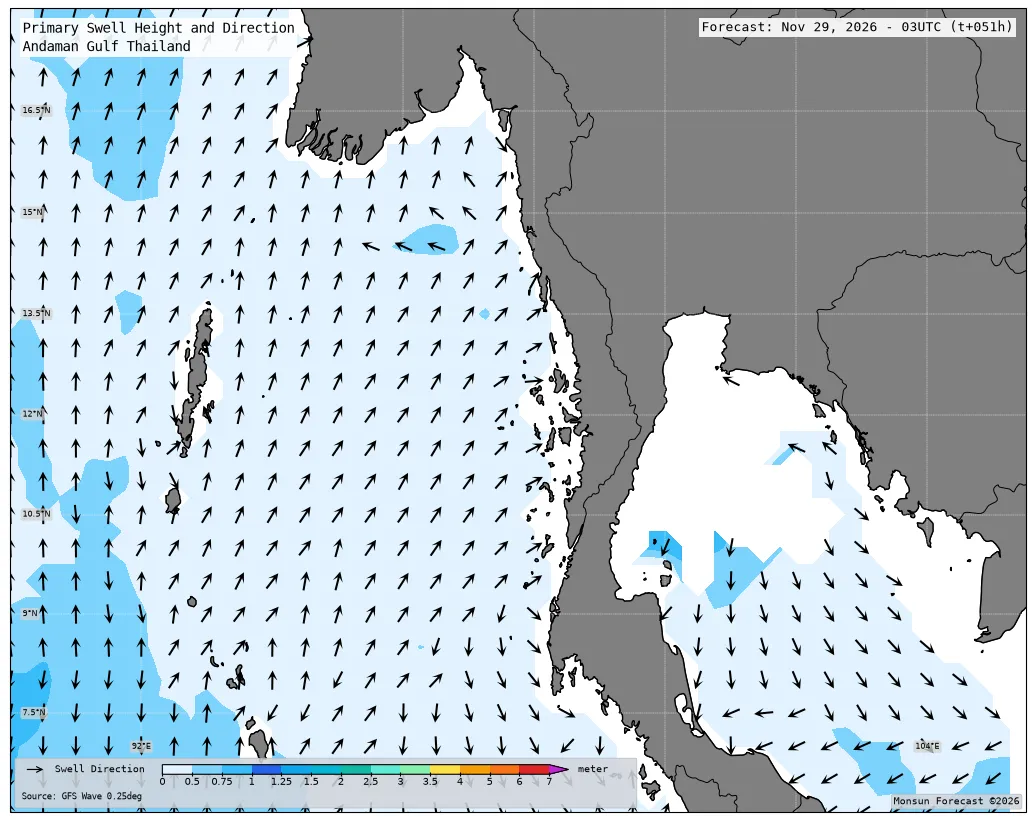 Primary Swell Height and Direction
Andaman Gulf Thailand
Forecast: Nov 29, 2026 - 03UTC (t+051h)
16.5°N
15°N
13.5°N
12°N
10.5°N
9°N
7.5°N
92°E
104°E
Swell Direction
0 0.5 0.75 1 1.25 1.5 2 2.5 3 3.5 4 5 6 7
meter
Source: GFS Wave 0.25deg
Monsun Forecast ©2026